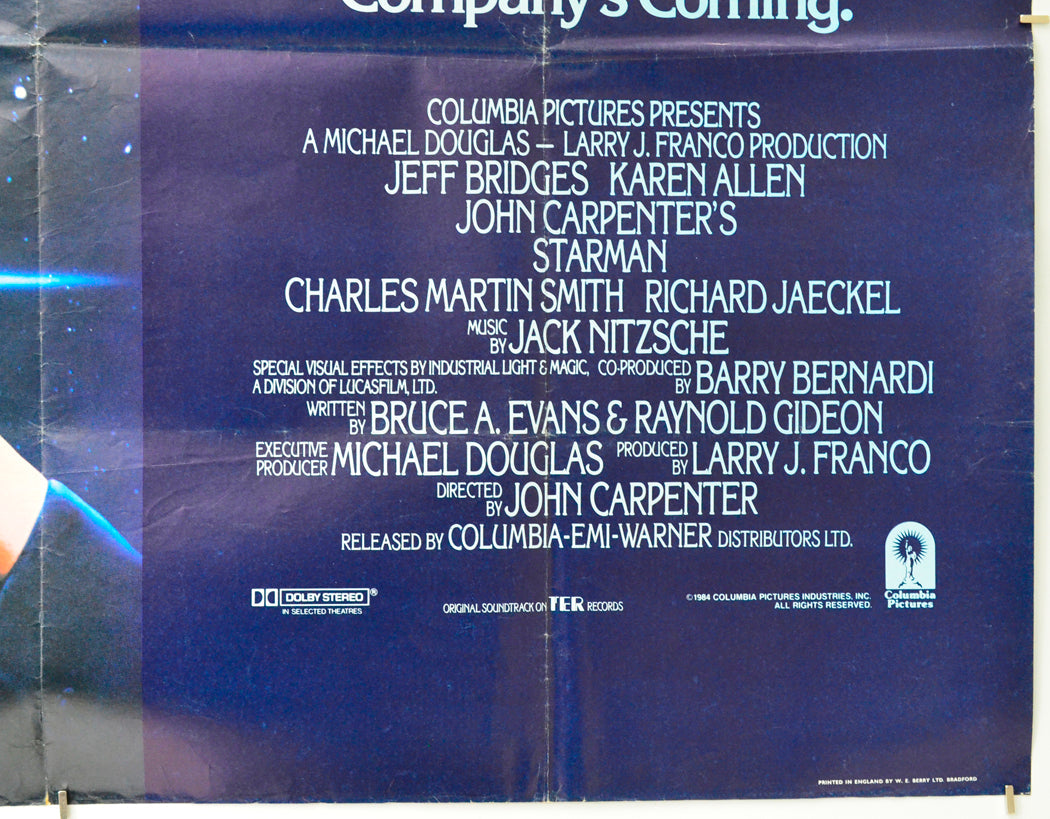 Company's Coming.
COLUMBIA PICTURES PRESENTS
A MICHAEL DOUGLAS — LARRY J. FRANCO PRODUCTION
JEFF BRIDGES KAREN ALLEN
JOHN CARPENTER'S
STARMAN
CHARLES MARTIN SMITH RICHARD JAECKEL
MUSIC BY JACK NITZSCHE
SPECIAL VISUAL EFFECTS BY INDUSTRIAL LIGHT & MAGIC, A DIVISION OF LUCASFILM, LTD. CO-PRODUCED BY BARRY BERNARDI
WRITTEN BY BRUCE A. EVANS & RAYNOLD GIDEON
EXECUTIVE PRODUCER MICHAEL DOUGLAS PRODUCED BY LARRY J. FRANCO
DIRECTED BY JOHN CARPENTER
RELEASED BY COLUMBIA-EMI-WARNER DISTRIBUTORS LTD.
DOLBY STEREO®
IN SELECTED THEATRES
ORIGINAL SOUNDTRACK ON TER RECORDS
©1984 COLUMBIA PICTURES INDUSTRIES. INC.
ALL RIGHTS RESERVED.
Columbia
Pictures
PRINTED IN ENGLAND BY W. E. BERRY LTD. BRADFORD